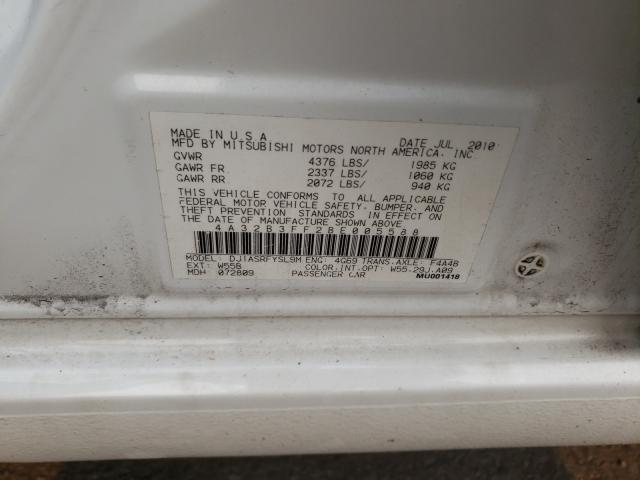 MADE IN U.S.A DATE JUL 2010
MFD BY MITSUBISHI MOTORS NORTH AMERICA, INC
GVWR 4376 LBS/ 1985 KG
GAWR FR 2337 LBS/ 1060 KG
GAWR RR 2072 LBS/ 940 KG
THIS VEHICLE CONFORMS TO ALL APPLICABLE
FEDERAL MOTOR VEHICLE SAFETY, BUMPER, AND
THEFT PREVENTION STANDARDS IN EFFECT ON
THE DATE OF MANUFACTURE SHOWN ABOVE
4A32B3FF2BE005588
MODEL: DJ1ASRFYSL9M ENG: 4G69 TRANS.AXLE: F4A4B
EXT: W55B COLOR.INT.OPT: W55.29J.A09
MDH 072809 PASSENGER CAR MU001418